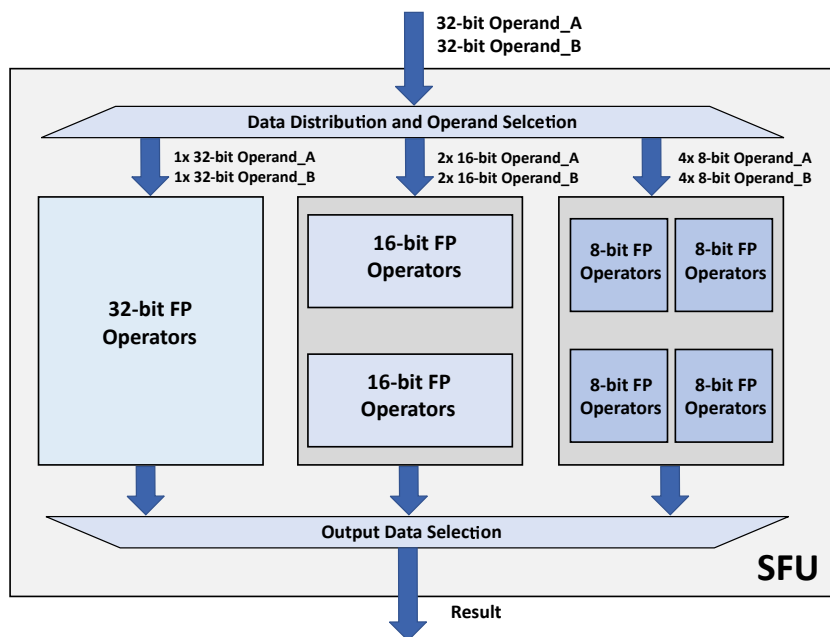 32-bit Operand_A
32-bit Operand_B
Data Distribution and Operand Selcetion
1x 32-bit Operand_A
1x 32-bit Operand_B
2x 16-bit Operand_A
2x 16-bit Operand_B
4x 8-bit Operand_A
4x 8-bit Operand_B
32-bit FP
Operators
16-bit FP
Operators
16-bit FP
Operators
8-bit FP
Operators
8-bit FP
Operators
8-bit FP
Operators
8-bit FP
Operators
Output Data Selection
SFU
Result